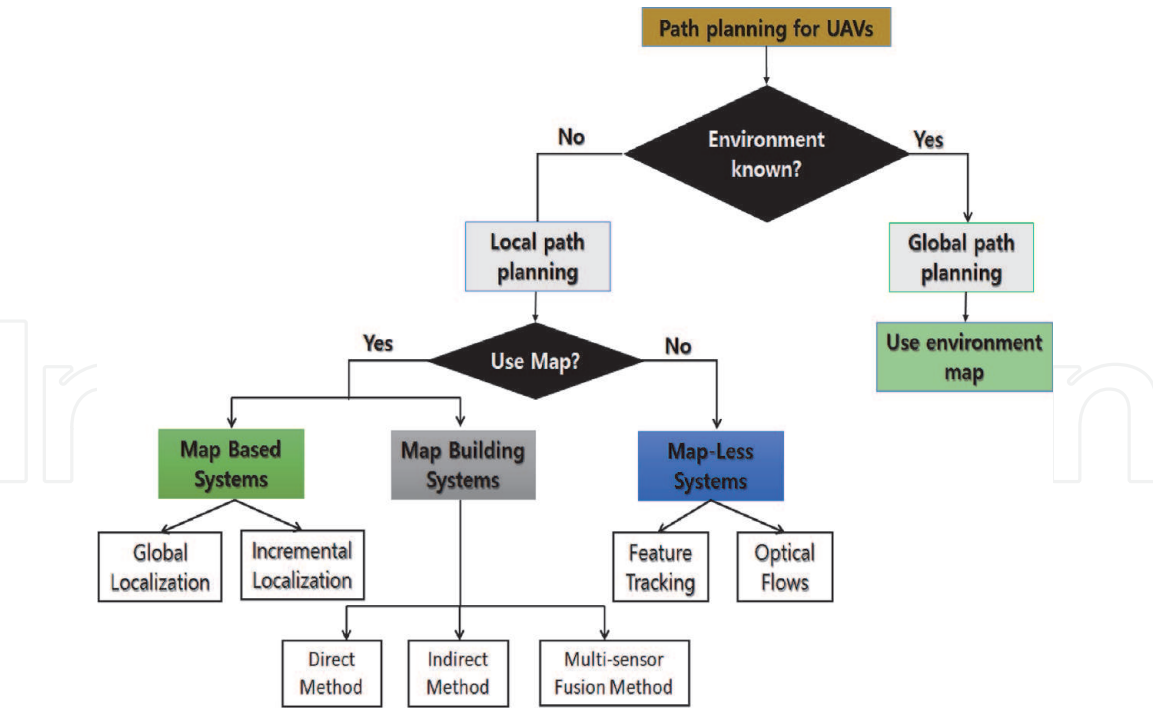 Path planning for UAVs
Environment
known?
No
Yes
Local path
planning
Global path
planning
Use Map?
Yes
No
Use environment
map
Map Based
Systems
Map Building
Systems
Map-Less
Systems
Global
Localization
Incremental
Localization
Feature
Tracking
Optical
Flows
Direct
Method
Indirect
Method
Multi-sensor
Fusion Method